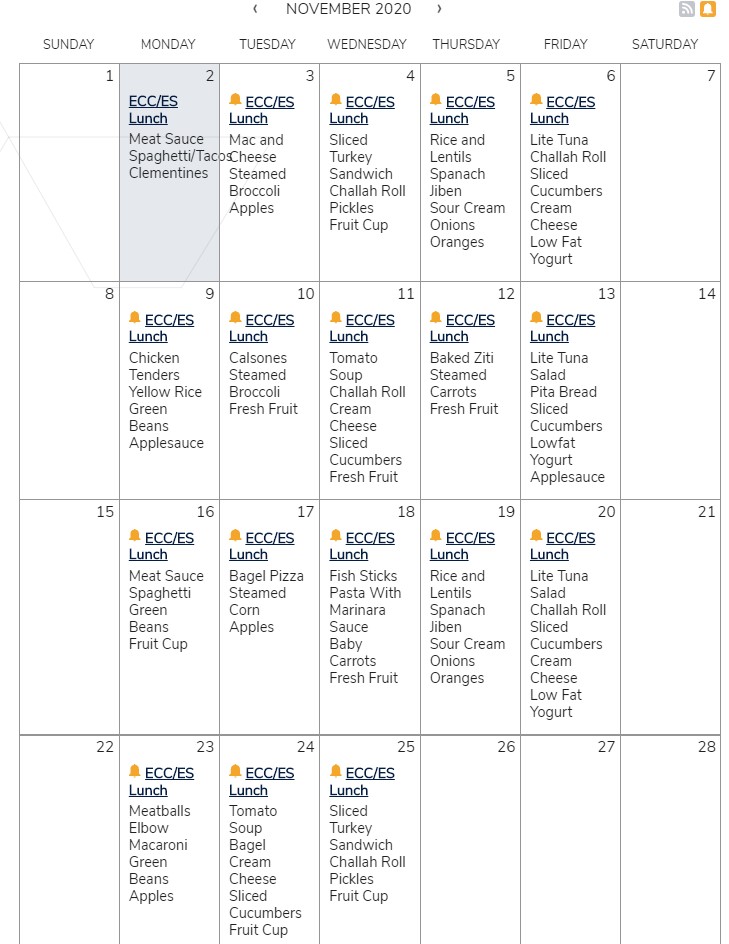 ‹ NOVEMBER 2020 ›
SUNDAY MONDAY TUESDAY WEDNESDAY THURSDAY FRIDAY SATURDAY
1
2
ECC/ES
Lunch
Meat Sauce
Spaghetti/Tacos
Clementines
3
ECC/ES
Lunch
Mac and
Cheese
Steamed
Broccoli
Apples
4
ECC/ES
Lunch
Sliced
Turkey
Sandwich
Challah Roll
Pickles
Fruit Cup
5
ECC/ES
Lunch
Rice and
Lentils
Spanach
Jiben
Sour Cream
Onions
Oranges
6
ECC/ES
Lunch
Lite Tuna
Challah Roll
Sliced
Cucumbers
Cream
Cheese
Low Fat
Yogurt
7
8
9
ECC/ES
Lunch
Chicken
Tenders
Yellow Rice
Green
Beans
Applesauce
10
ECC/ES
Lunch
Calsones
Steamed
Broccoli
Fresh Fruit
11
ECC/ES
Lunch
Tomato
Soup
Challah Roll
Cream
Cheese
Sliced
Cucumbers
Fresh Fruit
12
ECC/ES
Lunch
Baked Ziti
Steamed
Carrots
Fresh Fruit
13
ECC/ES
Lunch
Lite Tuna
Salad
Pita Bread
Sliced
Cucumbers
Lowfat
Yogurt
Applesauce
14
15
16
ECC/ES
Lunch
Meat Sauce
Spaghetti
Green
Beans
Fruit Cup
17
ECC/ES
Lunch
Bagel Pizza
Steamed
Corn
Apples
18
ECC/ES
Lunch
Fish Sticks
Pasta With
Marinara
Sauce
Baby
Carrots
Fresh Fruit
19
ECC/ES
Lunch
Rice and
Lentils
Spanach
Jiben
Sour Cream
Onions
Oranges
20
ECC/ES
Lunch
Lite Tuna
Salad
Challah Roll
Sliced
Cucumbers
Cream
Cheese
Low Fat
Yogurt
21
22
23
ECC/ES
Lunch
Meatballs
Elbow
Macaroni
Green
Beans
Apples
24
ECC/ES
Lunch
Tomato
Soup
Bagel
Cream
Cheese
Sliced
Cucumbers
Fruit Cup
25
ECC/ES
Lunch
Sliced
Turkey
Sandwich
Challah Roll
Pickles
Fruit Cup
26
27
28